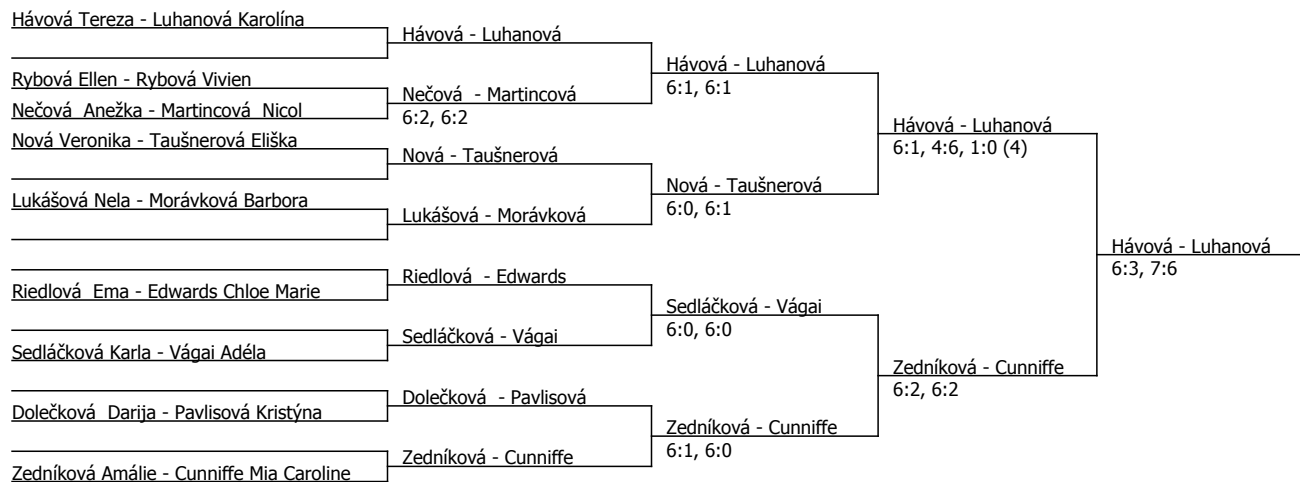 Hávová Tereza - Luhanová Karolína
Rybová Ellen - Rybová Vivien
Nečová  Anežka - Martincová  Nicol
Nová Veronika - Taušnerová Eliška
Lukášová Nela - Morávková Barbora
Riedlová  Ema - Edwards Chloe Marie
Sedláčková Karla - Vágai Adéla
Dolečková  Darija - Pavlisová Kristýna
Zedníková Amálie - Cunniffe Mia Caroline
Hávová - Luhanová
Nečová  - Martincová
6:2, 6:2
Nová - Taušnerová
Lukášová - Morávková
Riedlová  - Edwards
Sedláčková - Vágai
Dolečková  - Pavlisová
Zedníková - Cunniffe
Hávová - Luhanová
6:1, 6:1
Nová - Taušnerová
6:0, 6:1
Sedláčková - Vágai
6:0, 6:0
Zedníková - Cunniffe
6:1, 6:0
Hávová - Luhanová
6:1, 4:6, 1:0 (4)
Zedníková - Cunniffe
6:2, 6:2
Hávová - Luhanová
6:3, 7:6